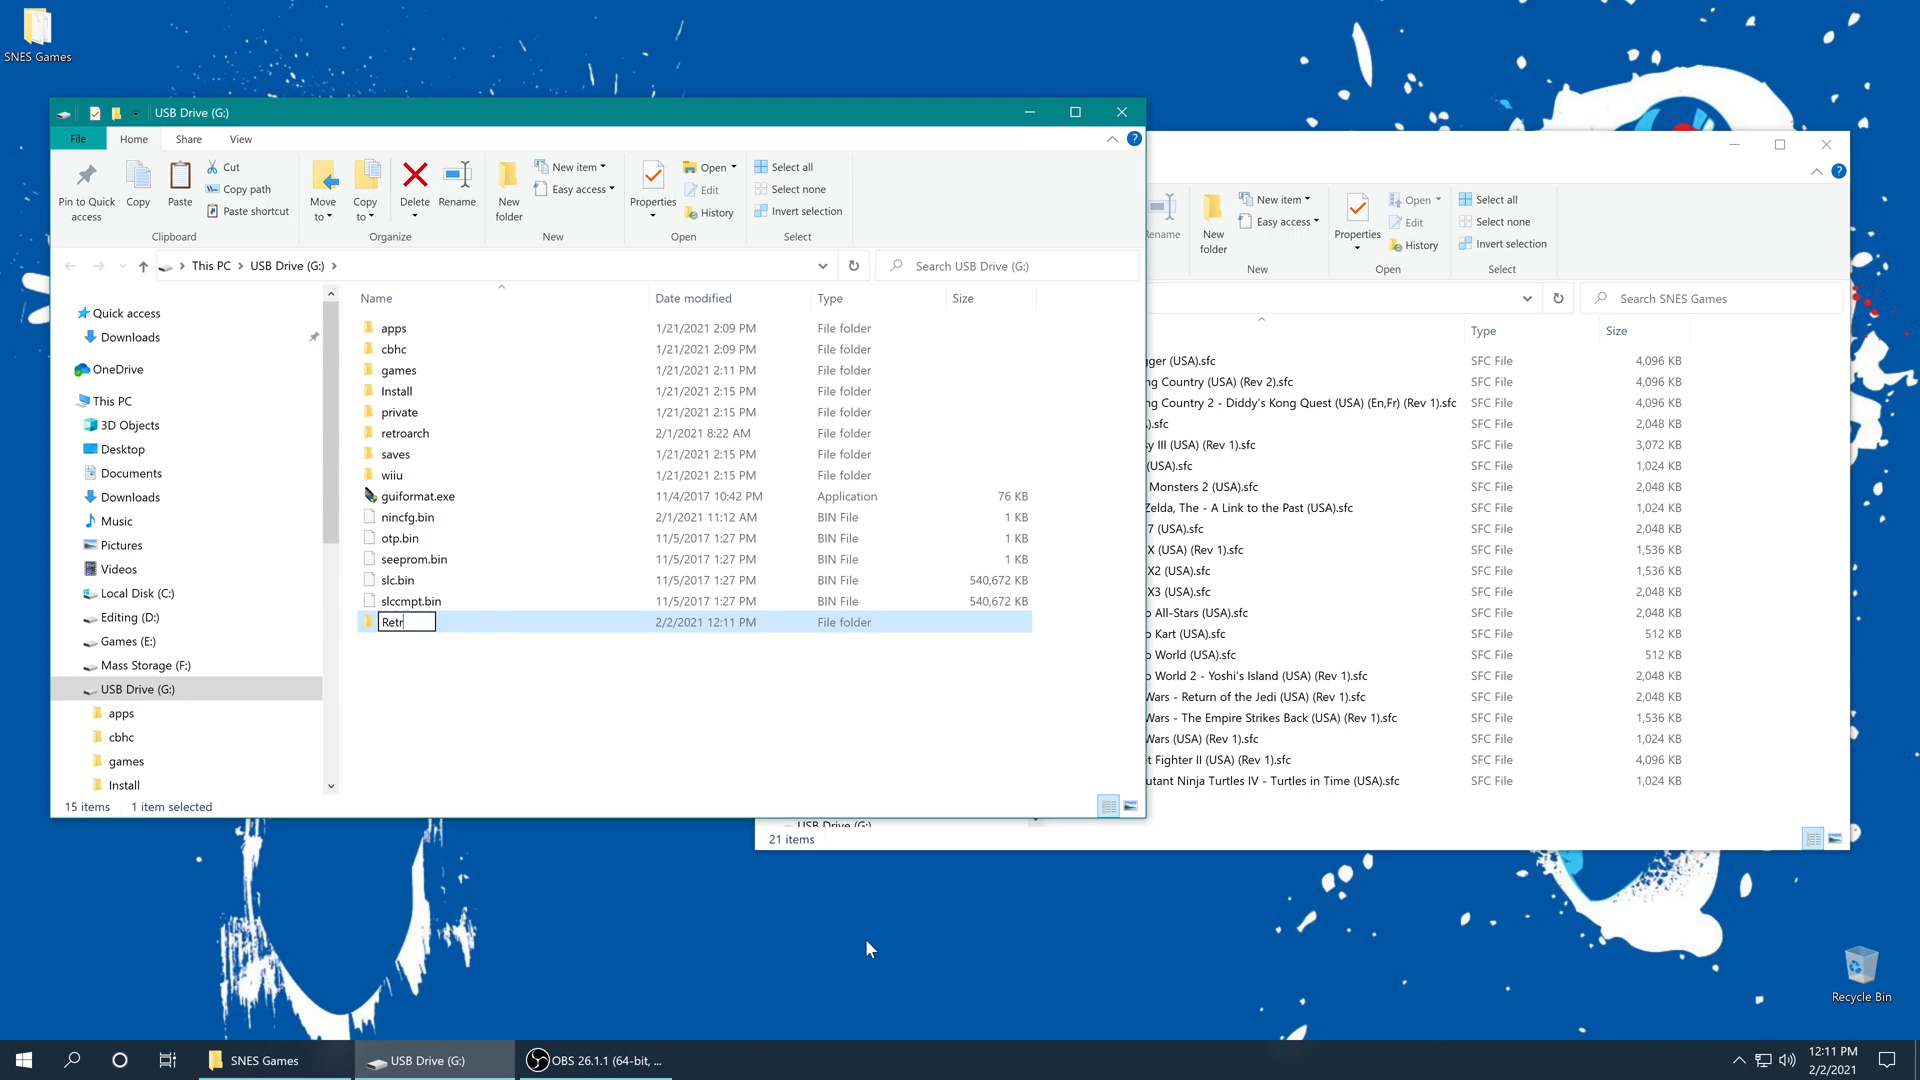 SNES Games
USB Drive (G:)
File Home Share View
Pin to Quick access
Copy
Paste
Cut
Copy path
Paste shortcut
Clipboard
Move to
Copy to
Delete
Rename
Organize
New folder
New item
Easy access
New
Properties
Open
Edit
History
Open
Select all
Select none
Invert selection
Select
This PC USB Drive (G:)
Search USB Drive (G:)
Quick access
Downloads
OneDrive
This PC
3D Objects
Desktop
Documents
Downloads
Music
Pictures
Videos
Local Disk (C:)
Editing (D:)
Games (E:)
Mass Storage (F:)
USB Drive (G:)
apps
cbhc
games
Install
Name Date modified Type Size
apps 1/21/2021 2:09 PM File folder
cbhc 1/21/2021 2:09 PM File folder
games 1/21/2021 2:11 PM File folder
Install 1/21/2021 2:15 PM File folder
private 1/21/2021 2:15 PM File folder
retroarch 2/1/2021 8:22 AM File folder
saves 1/21/2021 2:15 PM File folder
wiiu 1/21/2021 2:15 PM File folder
guiformat.exe 11/4/2017 10:42 PM Application 76 KB
nincfg.bin 2/1/2021 11:12 AM BIN File 1 KB
otp.bin 11/5/2017 1:27 PM BIN File 1 KB
seeprom.bin 11/5/2017 1:27 PM BIN File 1 KB
slc.bin 11/5/2017 1:27 PM BIN File 540,672 KB
slccmpt.bin 11/5/2017 1:27 PM BIN File 540,672 KB
Retr 2/2/2021 12:11 PM File folder
15 items 1 item selected
ename
New folder
New item
Easy access
New
Properties
Open
Edit
History
Open
Select all
Select none
Invert selection
Select
Search SNES Games
Type Size
ger (USA).sfc SFC File 4,096 KB
ng Country (USA) (Rev 2).sfc SFC File 4,096 KB
ng Country 2 - Diddy's Kong Quest (USA) (En,Fr) (Rev 1).sfc SFC File 4,096 KB
).sfc SFC File 2,048 KB
sy III (USA) (Rev 1).sfc SFC File 3,072 KB
(USA).sfc SFC File 1,024 KB
Monsters 2 (USA).sfc SFC File 2,048 KB
Zelda, The - A Link to the Past (USA).sfc SFC File 1,024 KB
7 (USA).sfc SFC File 2,048 KB
X (USA) (Rev 1).sfc SFC File 1,536 KB
X2 (USA).sfc SFC File 1,536 KB
X3 (USA).sfc SFC File 2,048 KB
o All-Stars (USA).sfc SFC File 2,048 KB
o Kart (USA).sfc SFC File 512 KB
o World (USA).sfc SFC File 512 KB
o World 2 - Yoshi's Island (USA) (Rev 1).sfc SFC File 2,048 KB
Wars - Return of the Jedi (USA) (Rev 1).sfc SFC File 2,048 KB
Wars - The Empire Strikes Back (USA) (Rev 1).sfc SFC File 1,536 KB
Wars (USA) (Rev 1).sfc SFC File 1,024 KB
t Fighter II (USA) (Rev 1).sfc SFC File 4,096 KB
utant Ninja Turtles IV - Turtles in Time (USA).sfc SFC File 1,024 KB
USB Drive (G:)
21 items
Recycle Bin
SNES Games
USB Drive (G:)
OBS 26.1.1 (64-bit, ...
12:11 PM
2/2/2021